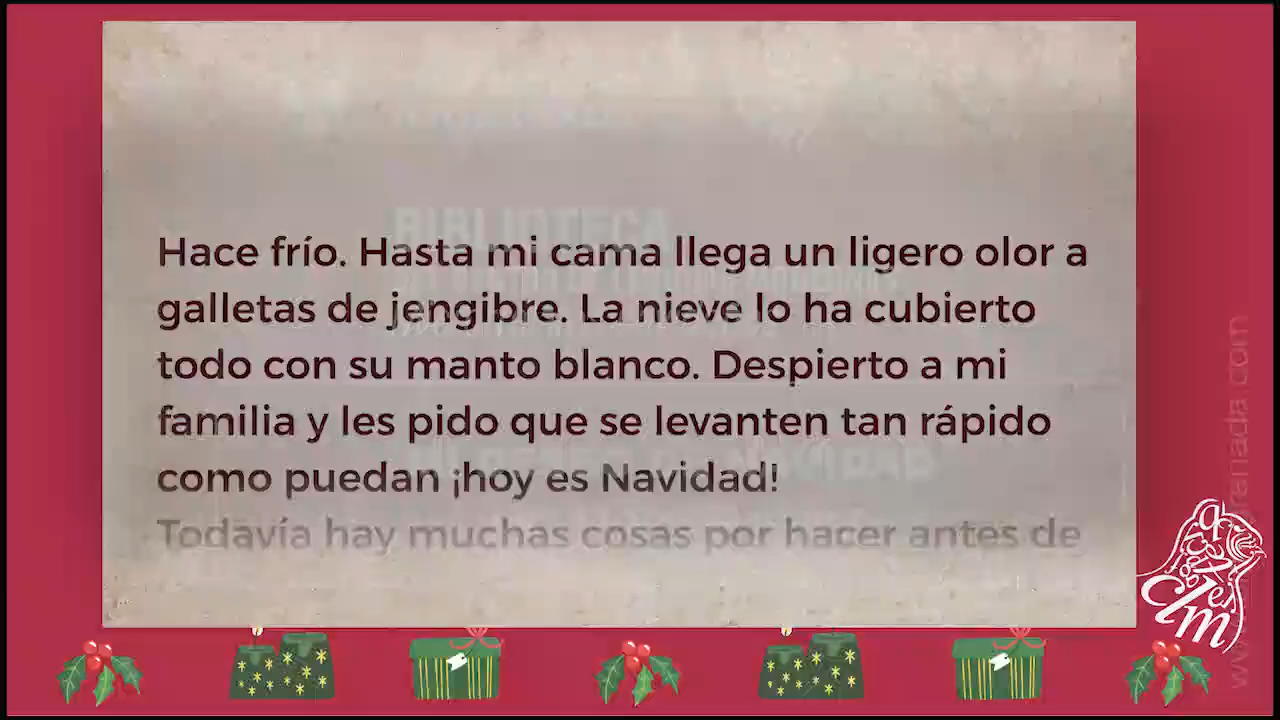 BIBLIOTECA
Hace frío. Hasta mi cama llega un ligero olor a
galletas de jengibre. La nieve lo ha cubierto
todo con su manto blanco. Despierto a mi
familia y les pido que se levanten tan rápido
como puedan ¡hoy es Navidad!
Todavía hay muchas cosas por hacer antes de
clm